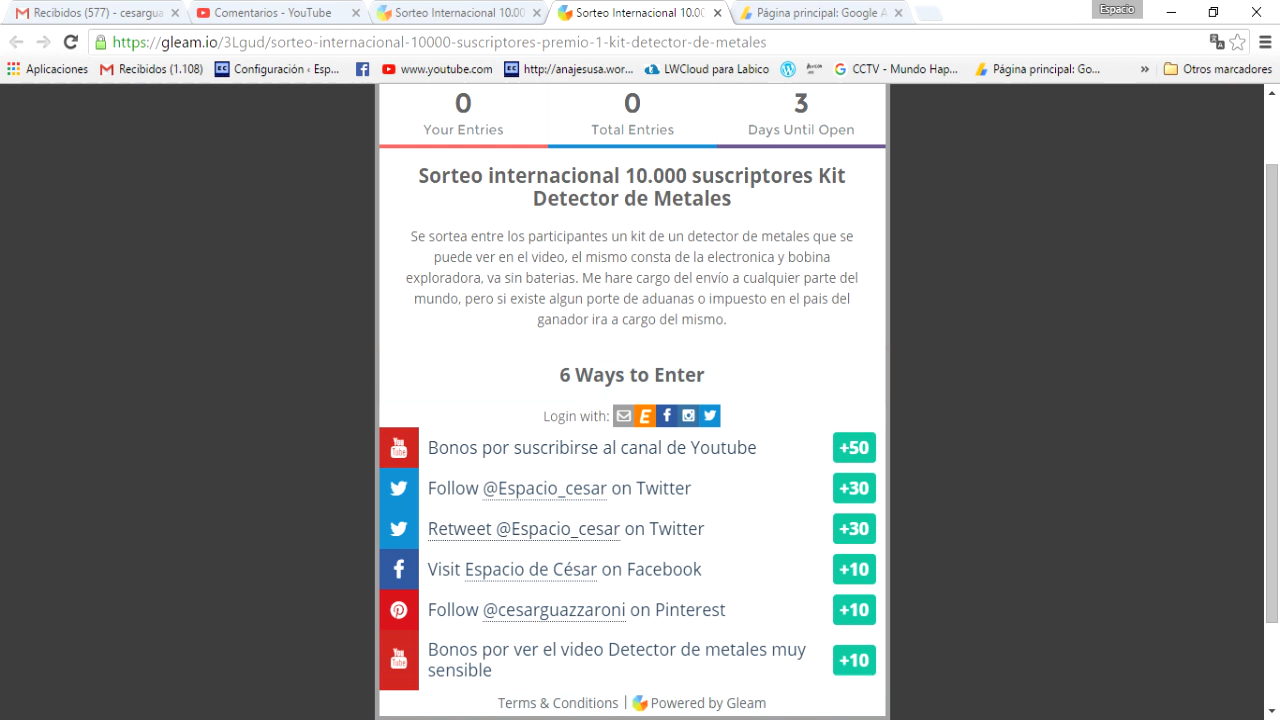 Recibidos (577) - cesargua
Comentarios - YouTube
Sorteo Internacional 10.00
Sorteo Internacional 10.00
Página principal: Google A
Espacio
https://gleam.io/3Lgud/sorteo-internacional-10000-suscriptores-premio-1-kit-detector-de-metales
Aplicaciones
Recibidos (1.108)
Configuración ‹ Esp...
www.youtube.com
http://anajesusa.wor...
LWCloud para Labico
CCTV - Mundo Hap...
Página principal: Go...
»
Otros marcadores
0
Your Entries
0
Total Entries
3
Days Until Open
Sorteo internacional 10.000 suscriptores Kit
Detector de Metales
Se sortea entre los participantes un kit de un detector de metales que se
puede ver en el video, el mismo consta de la electronica y bobina
exploradora, va sin baterias. Me hare cargo del envío a cualquier parte del
mundo, pero si existe algun porte de aduanas o impuesto en el pais del
ganador ira a cargo del mismo.
6 Ways to Enter
Login with:
You Tube Bonos por suscribirse al canal de Youtube +50
Follow @Espacio_cesar on Twitter +30
Retweet @Espacio_cesar on Twitter +30
Visit Espacio de César on Facebook +10
Follow @cesarguazzaroni on Pinterest +10
You Tube Bonos por ver el video Detector de metales muy
sensible +10
Terms & Conditions | Powered by Gleam